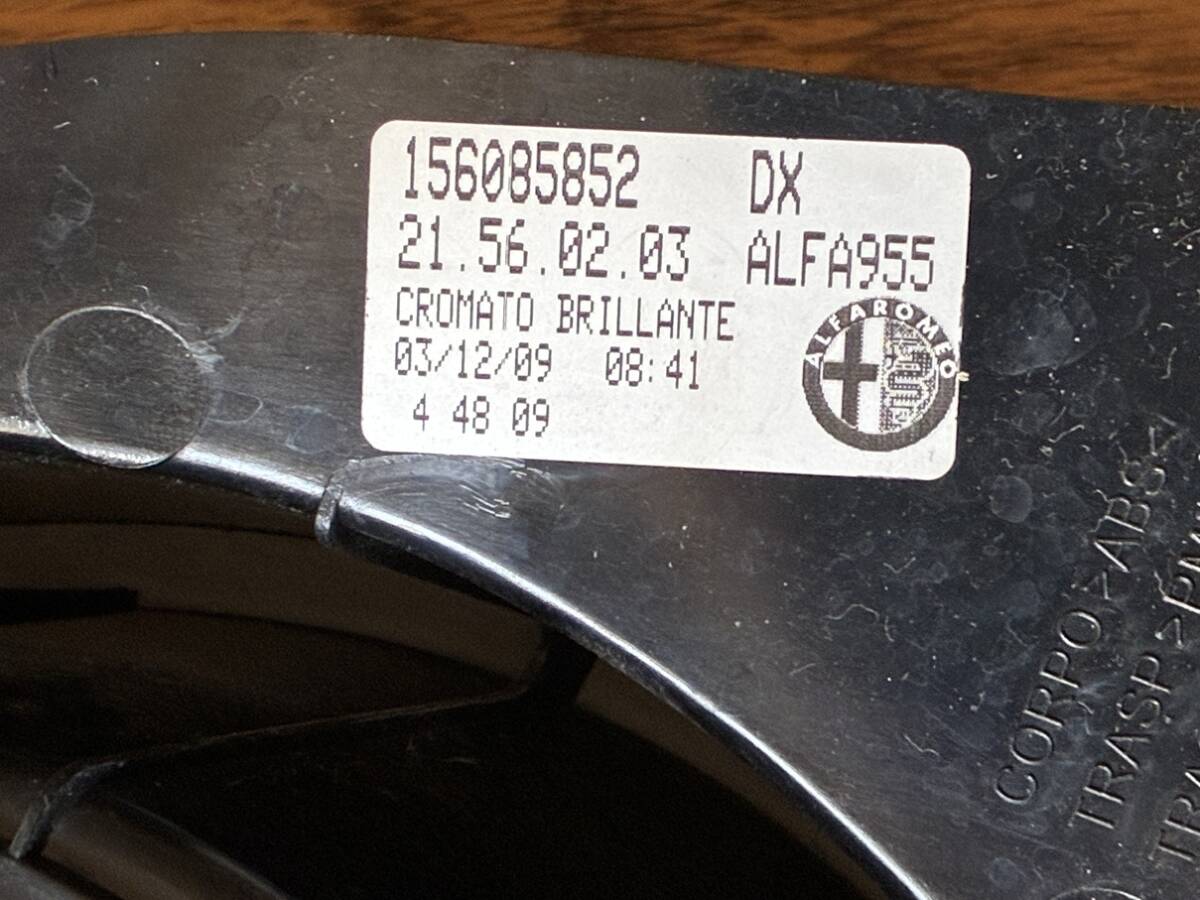 156085852 DX
21.56.02.03 ALFA955
CROMATO BRILLANTE
03/12/09 08:41
4 48 09
ALFA ROMEO
CORPO >ABS<
TRASP >PM
TRA